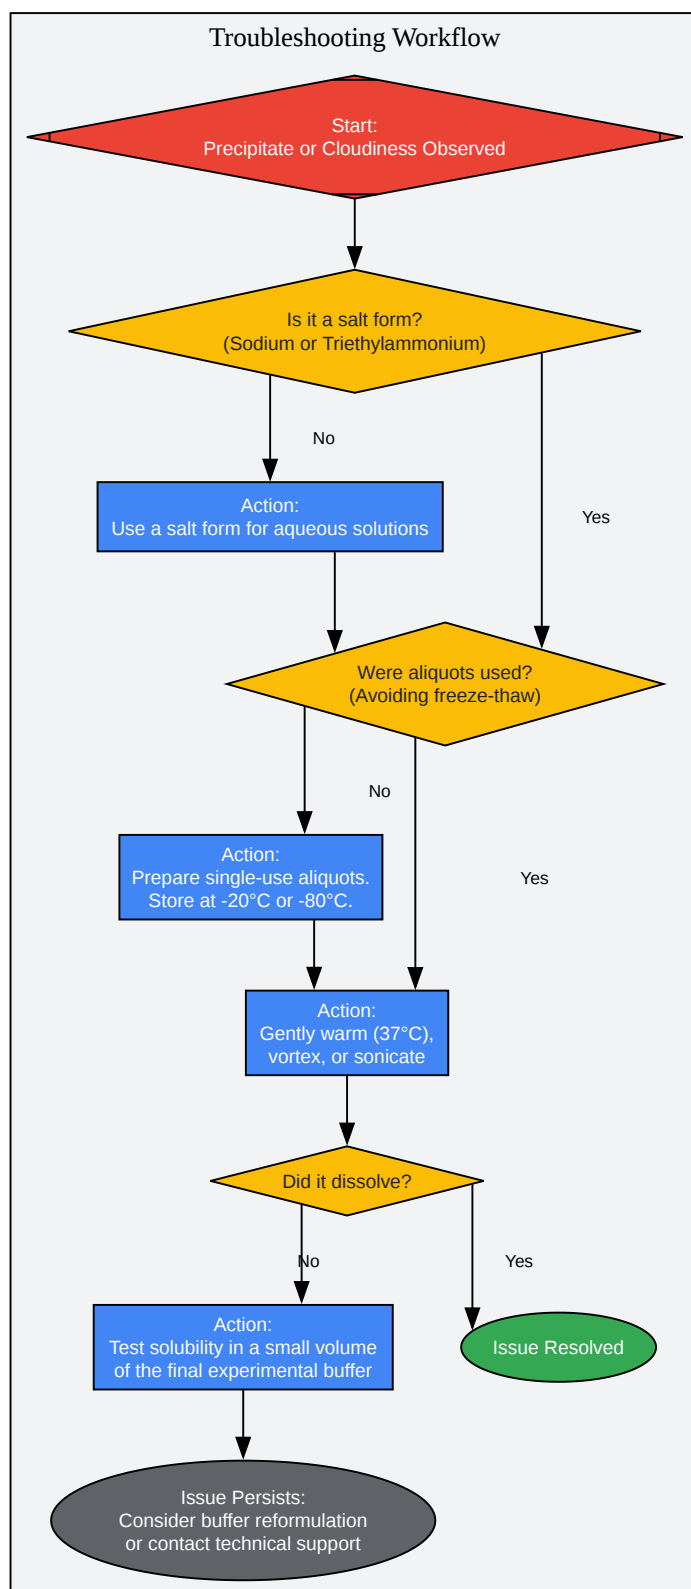 Troubleshooting Workflow
Start:
Precipitate or Cloudiness Observed
Is it a salt form?
(Sodium or Triethylammonium)
No
Action:
Use a salt form for aqueous solutions
Yes
Were aliquots used?
(Avoiding freeze-thaw)
No
Action:
Prepare single-use aliquots.
Store at -20°C or -80°C.
Yes
Action:
Gently warm (37°C),
vortex, or sonicate
Did it dissolve?
No
Yes
Action:
Test solubility in a small volume
of the final experimental buffer
Issue Resolved
Issue Persists:
Consider buffer reformulation
or contact technical support